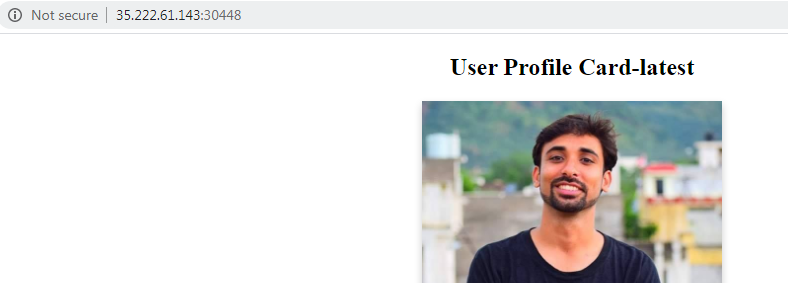 Not secure | 35.222.61.143:30448
User Profile Card-latest